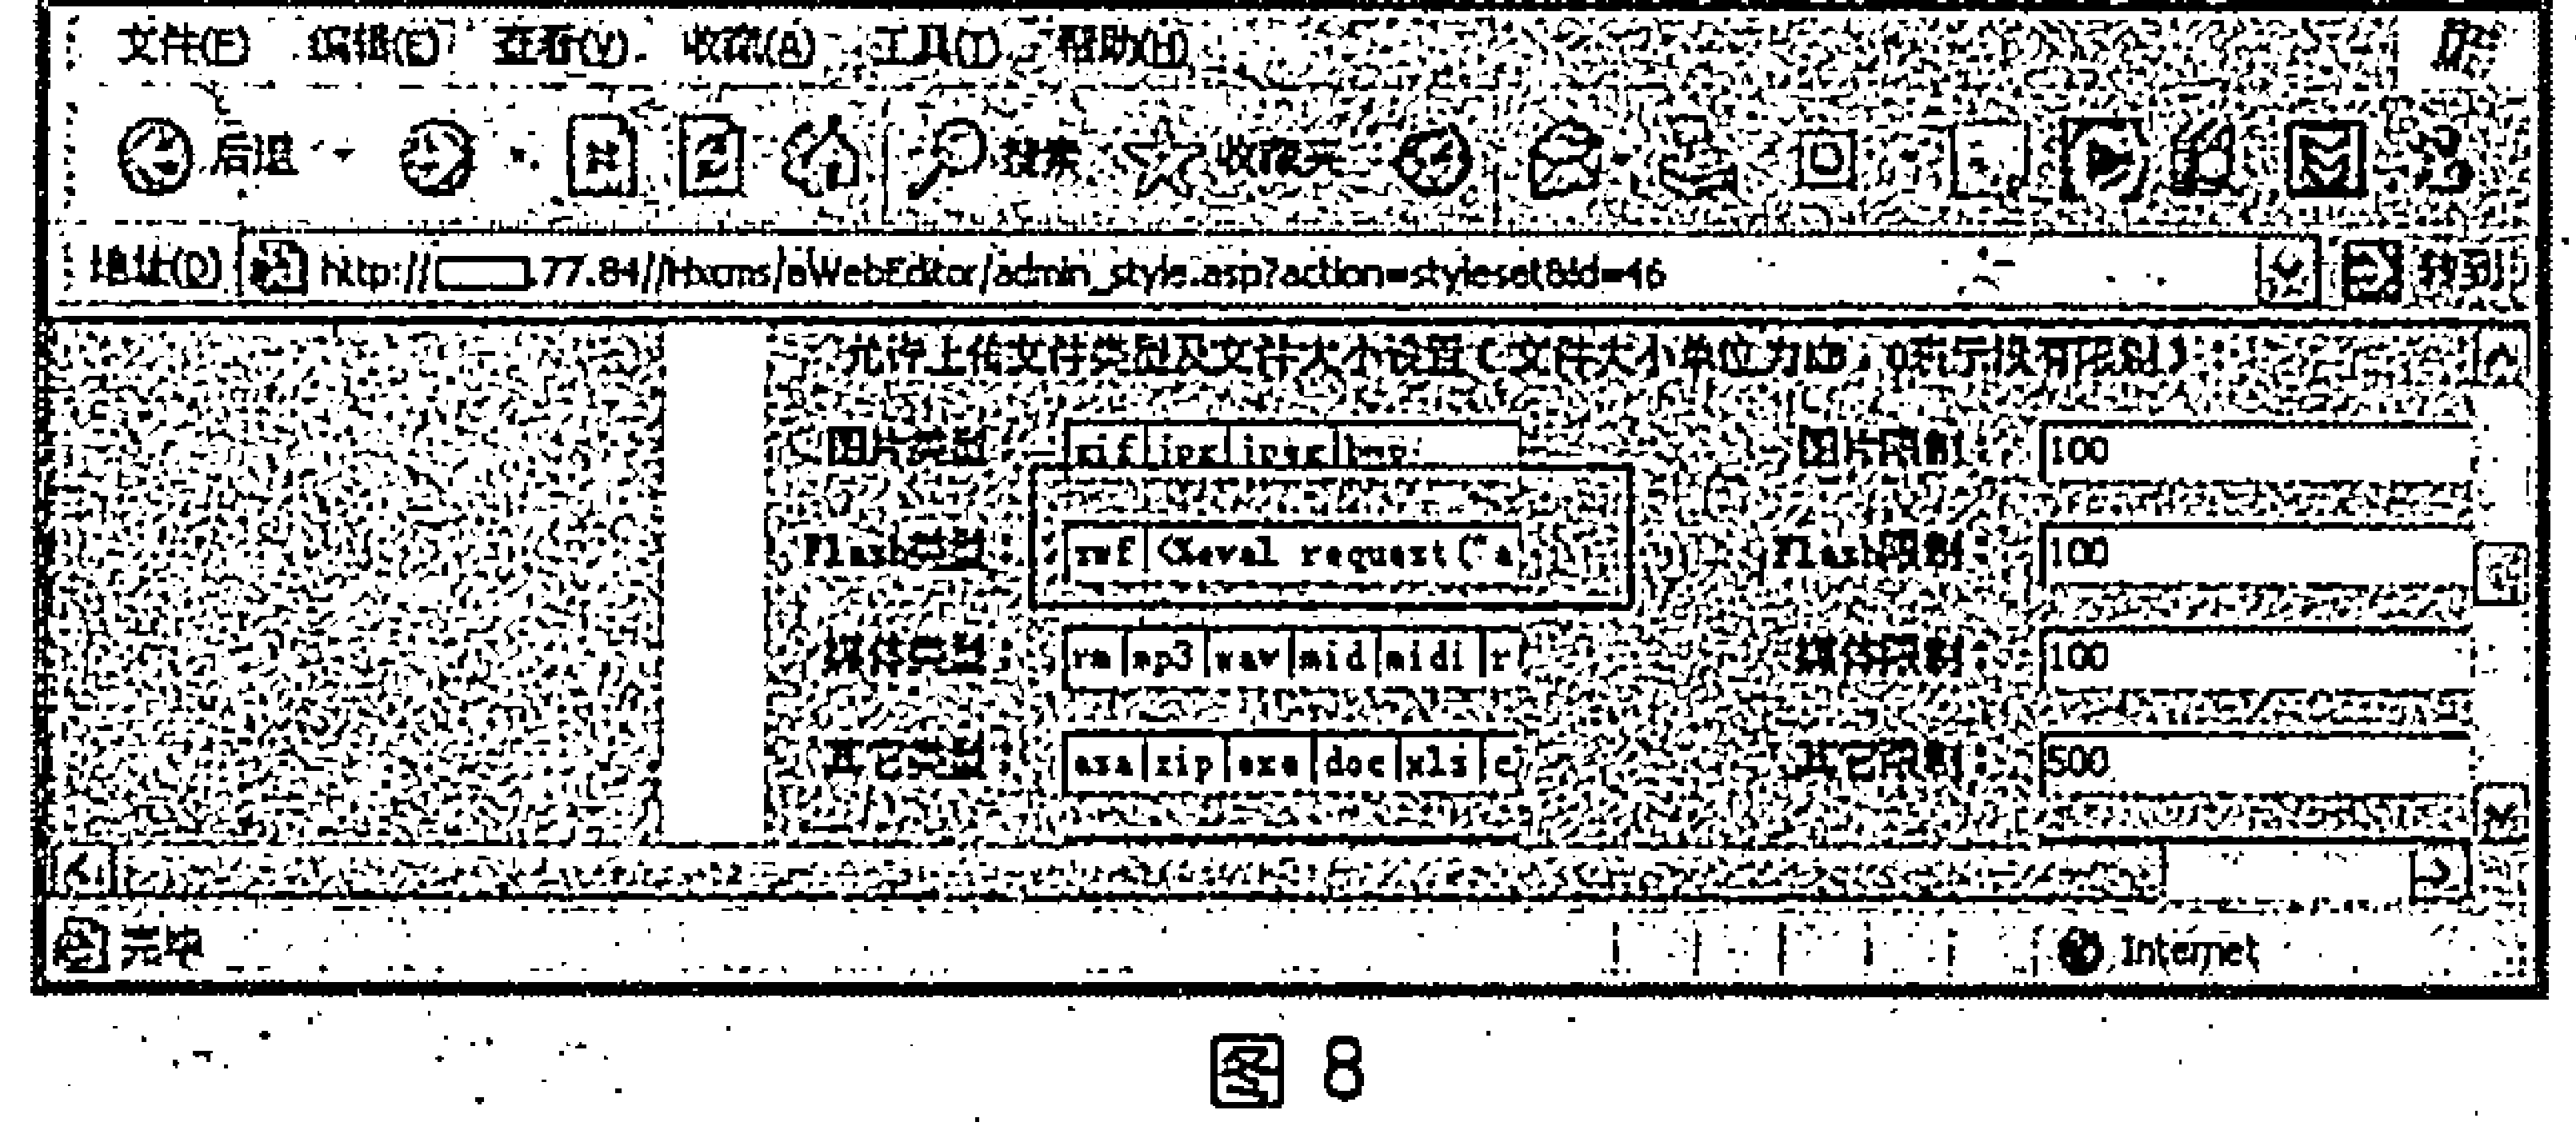 文件(F) 编辑(E) 查看(V) 收藏(A) 工具(T) 帮助(H)
后退 搜索 收藏夹
地址(D) http:// .77.84//Hxcms/eWebEditor/admin_style.asp?action=styleset&id=46 转到
允许上传文件类型及文件大小设置(文件大小单位为KB，0表示没有限制)
图片类型: gif|jpg|jpeg|bmp 图片限制: 100
Flash类型: swf|<%eval request("a Flash限制: 100
媒体类型: rm|mp3|wav|mid|midi|r 媒体限制: 100
其它类型: asa|zip|exe|doc|xls|c 其它限制: 500
完毕 Internet
图 8